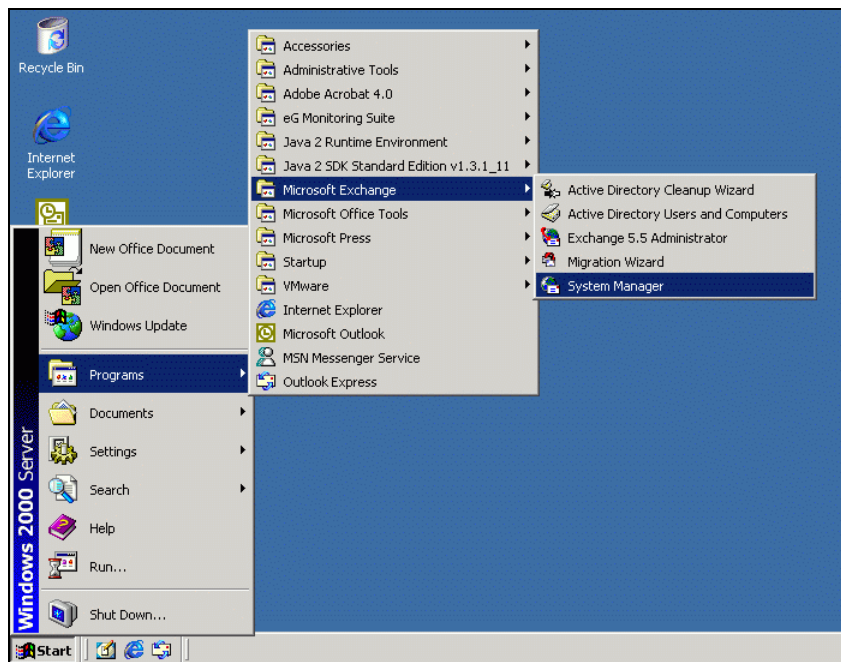 Recycle Bin
Internet
Explorer
New Office Document
Open Office Document
Windows Update
Programs
Documents
Settings
Search
Help
Run...
Shut Down...
Windows 2000 Server
Start
Accessories
Administrative Tools
Adobe Acrobat 4.0
eG Monitoring Suite
Java 2 Runtime Environment
Java 2 SDK Standard Edition v1.3.1_11
Microsoft Exchange
Microsoft Office Tools
Microsoft Press
Startup
VMware
Internet Explorer
Microsoft Outlook
MSN Messenger Service
Outlook Express
Active Directory Cleanup Wizard
Active Directory Users and Computers
Exchange 5.5 Administrator
Migration Wizard
System Manager